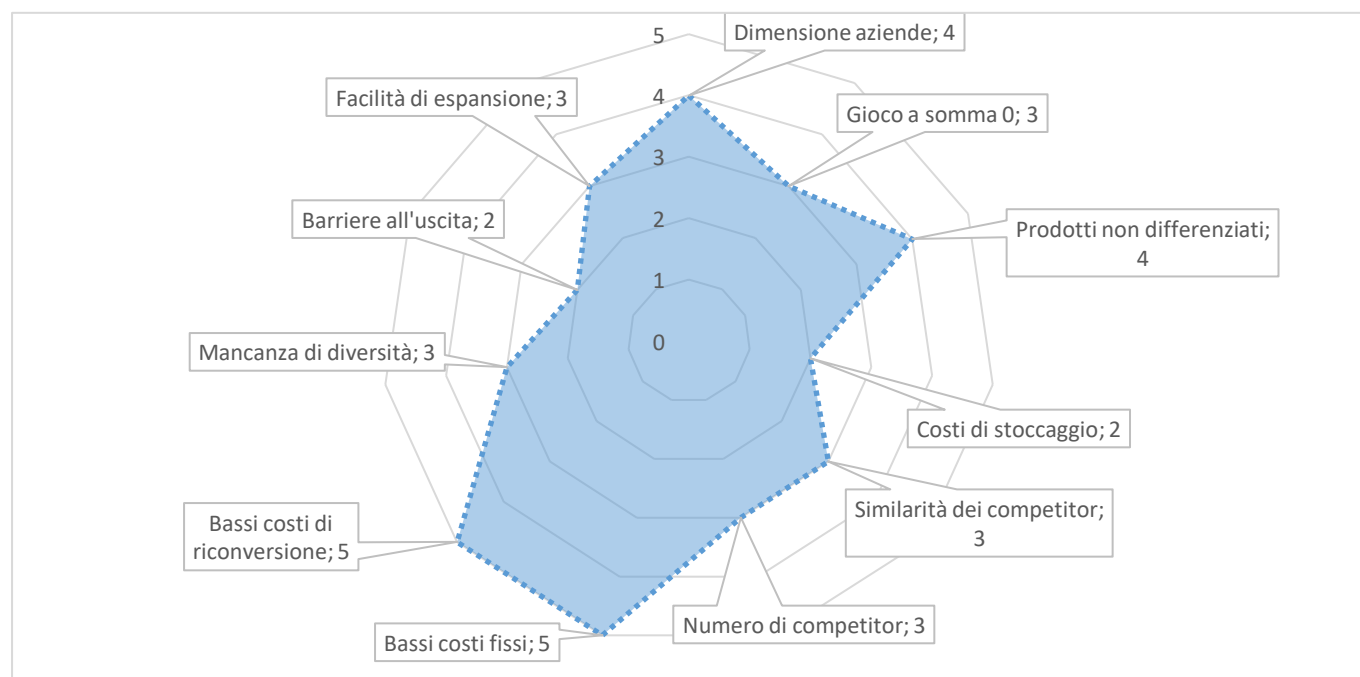 Dimensione aziende; 4
Gioco a somma 0; 3
Prodotti non differenziati;
4
Costi di stoccaggio; 2
Similarità dei competitor;
3
Numero di competitor; 3
Bassi costi fissi; 5
Bassi costi di
riconversione; 5
Mancanza di diversità; 3
Barriere all'uscita; 2
Facilità di espansione; 3
5
4
3
2
1
0